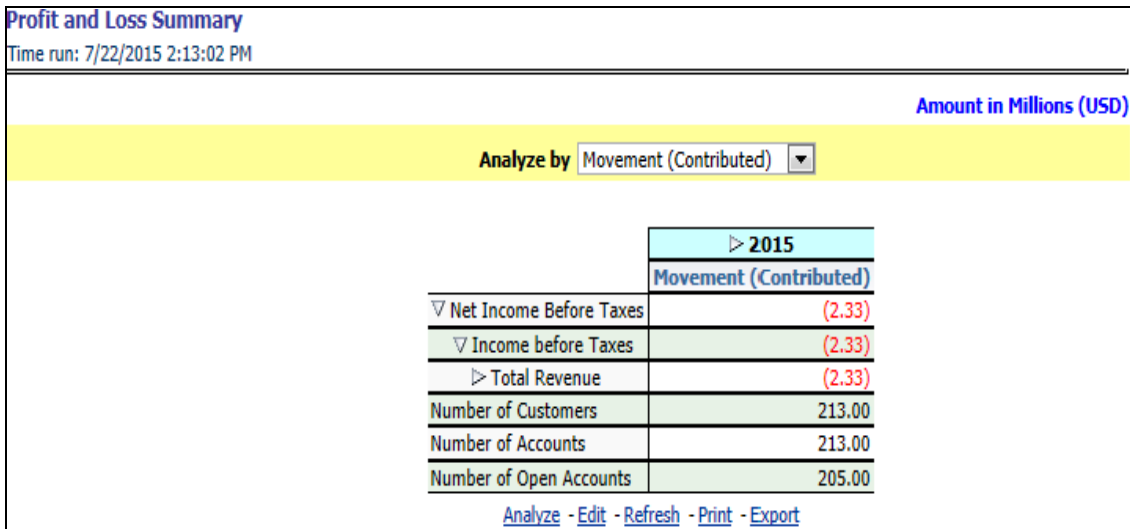 Profit and Loss Summary
Time run: 7/22/2015 2:13:02 PM
Amount in Millions (USD)
Analyze by Movement (Contributed)
2015
Movement (Contributed)
Net Income Before Taxes (2.33)
Income before Taxes (2.33)
Total Revenue (2.33)
Number of Customers 213.00
Number of Accounts 213.00
Number of Open Accounts 205.00
Analyze - Edit - Refresh - Print - Export